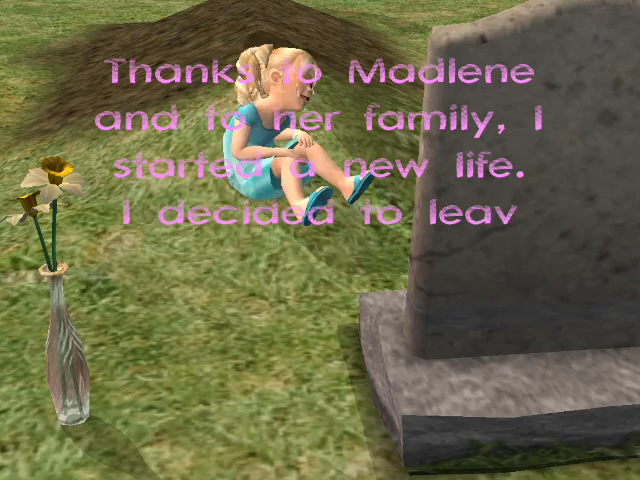 Thanks to Madlene
and to her family, I
started a new life.
I decided to leav